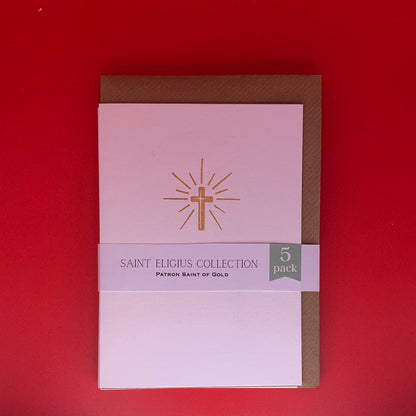 SAINT ELIGIUS COLLECTION
PATRON SAINT OF GOLD
5
pack